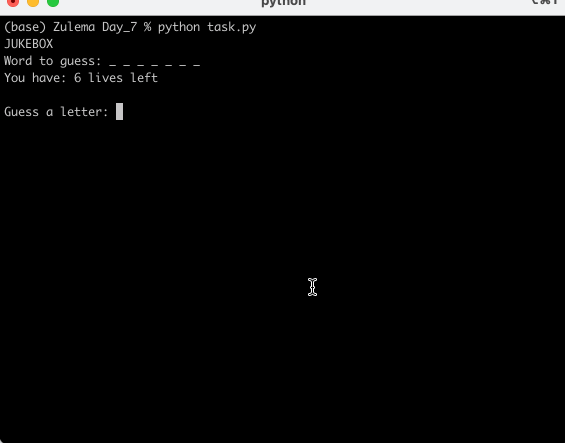 python
(base) Zulema Day_7 % python task.py
JUKEBOX
Word to guess: _ _ _ _ _ _ _
You have: 6 lives left
Guess a letter: